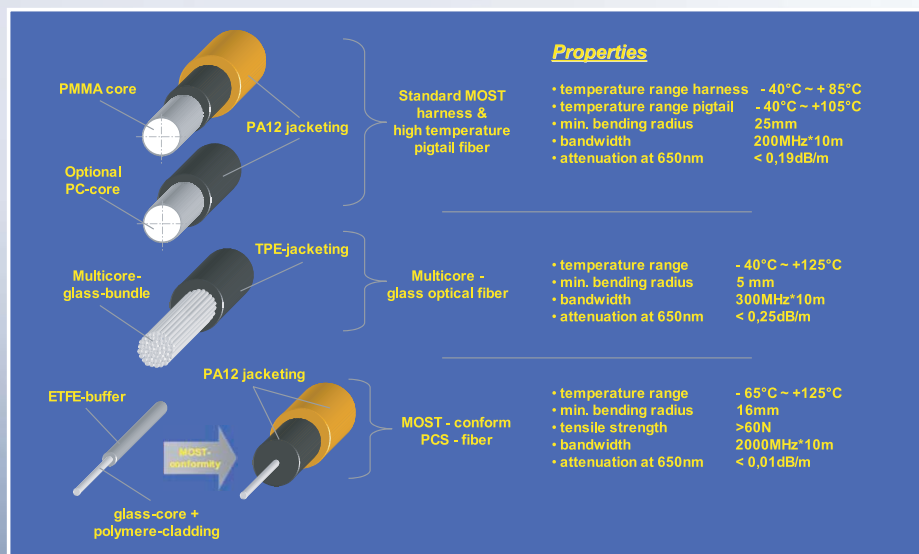 Properties
PMMA core
PA12 jacketing
Optional
PC-core
Standard MOST
harness &
high temperature
pigtail fiber
• temperature range harness - 40°C ~ + 85°C
• temperature range pigtail - 40°C ~ +105°C
• min. bending radius 25mm
• bandwidth 200MHz*10m
• attenuation at 650nm < 0,19dB/m
TPE-jacketing
Multicore-
glass-bundle
Multicore -
glass optical fiber
• temperature range - 40°C ~ +125°C
• min. bending radius 5 mm
• bandwidth 300MHz*10m
• attenuation at 650nm < 0,25dB/m
PA12 jacketing
ETFE-buffer
MOST-
conformity
glass-core +
polymere-cladding
MOST - conform
PCS - fiber
• temperature range - 65°C ~ +125°C
• min. bending radius 16mm
• tensile strength >60N
• bandwidth 2000MHz*10m
• attenuation at 650nm < 0,01dB/m